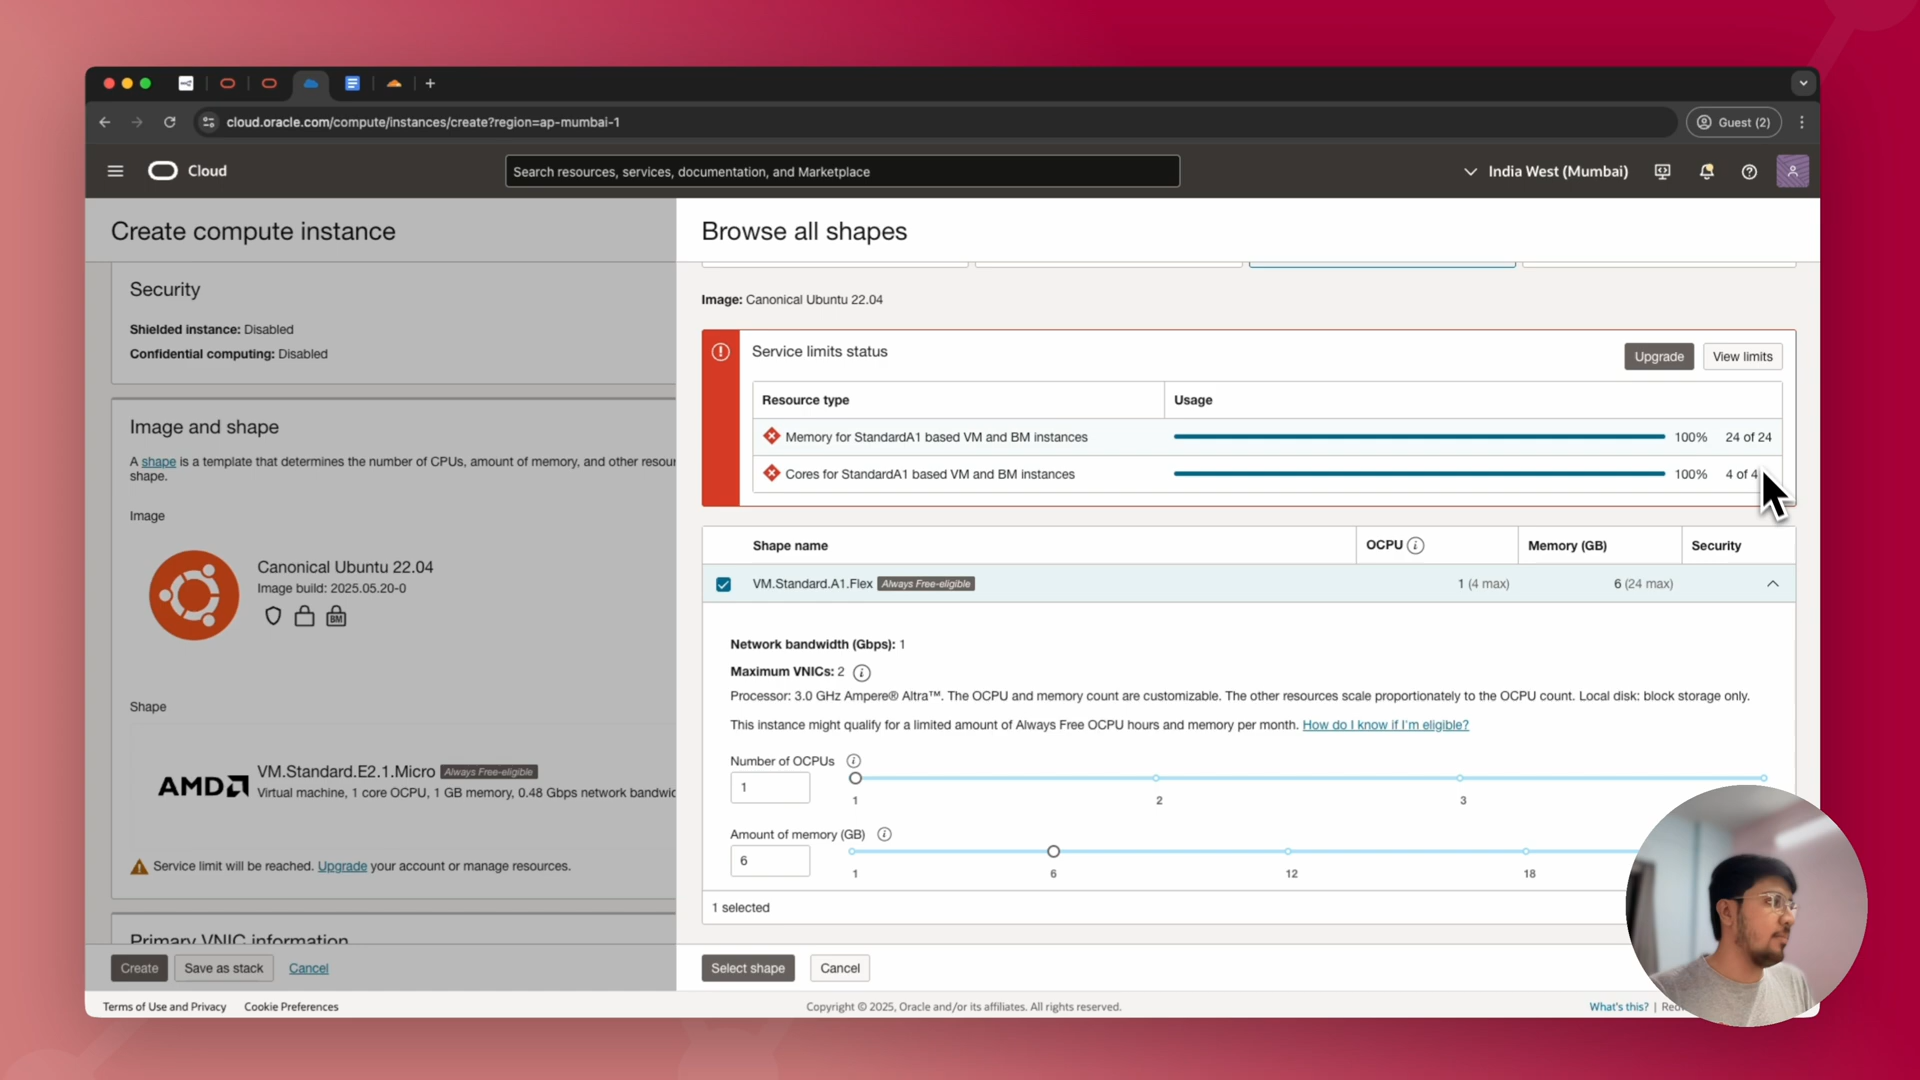 cloud.oracle.com/compute/instances/create?region=ap-mumbai-1
Guest (2)
Cloud
Search resources, services, documentation, and Marketplace
India West (Mumbai)
Create compute instance
Security
Shielded instance: Disabled
Confidential computing: Disabled
Image and shape
A shape is a template that determines the number of CPUs, amount of memory, and other resour
shape.
Image
Canonical Ubuntu 22.04
Image build: 2025.05.20-0
BM
Shape
AMD
VM.Standard.E2.1.Micro Always Free-eligible
Virtual machine, 1 core OCPU, 1 GB memory, 0.48 Gbps network bandwid
Service limit will be reached. Upgrade your account or manage resources.
Primary VNIC information
Create
Save as stack
Cancel
Browse all shapes
Image: Canonical Ubuntu 22.04
Service limits status
Upgrade
View limits
Resource type
Usage
Memory for StandardA1 based VM and BM instances
100%
24 of 24
Cores for StandardA1 based VM and BM instances
100%
4 of 4
Shape name
OCPU
Memory (GB)
Security
VM.Standard.A1.Flex Always Free-eligible
1 (4 max)
6 (24 max)
Network bandwidth (Gbps): 1
Maximum VNICs: 2
Processor: 3.0 GHz Ampere® Altra™. The OCPU and memory count are customizable. The other resources scale proportionately to the OCPU count. Local disk: block storage only.
This instance might qualify for a limited amount of Always Free OCPU hours and memory per month. How do I know if I'm eligible?
Number of OCPUs
1
1
2
3
Amount of memory (GB)
6
1
6
12
18
1 selected
Select shape
Cancel
Terms of Use and Privacy
Cookie Preferences
Copyright © 2025, Oracle and/or its affiliates. All rights reserved.
What's this?